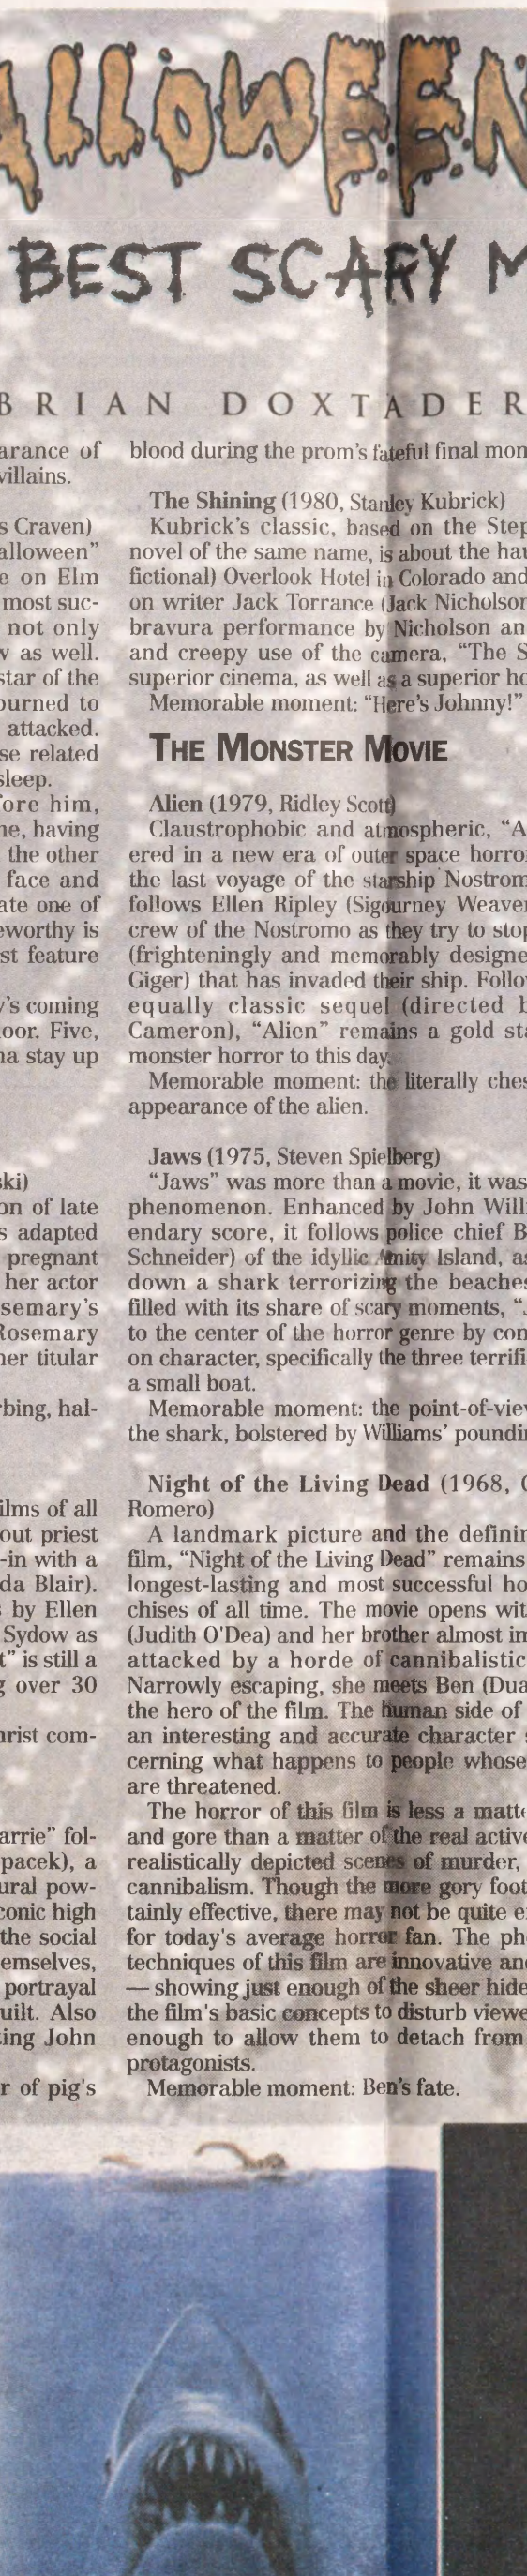 ALLOWEEN
BEST SCARY M
BRIAN DOXTADER
arance of
villains.
s Craven)
alloween"
e on Elm
most suc-
not only
w as well.
star of the
burned to
attacked.
se related
sleep.
fore him,
ne, having
the other
face and
ate one of
eworthy is
st feature
y's coming
oor. Five,
na stay up
ski)
on of late
s adapted
pregnant
her actor
semary's
Rosemary
her titular
rbing, hal-
ilms of all
out priest
-in with a
da Blair).
s by Ellen
Sydow as
t" is still a
g over 30
hrist com-
arrie" fol-
pacek), a
ural pow-
conic high
the social
emselves,
portrayal
uilt. Also
ting John
r of pig's
blood during the prom's fateful final mon
The Shining (1980, Stanley Kubrick)
Kubrick's classic, based on the Step
novel of the same name, is about the hau
fictional) Overlook Hotel in Colorado and
on writer Jack Torrance (Jack Nicholson
bravura performance by Nicholson an
and creepy use of the camera, "The S
superior cinema, as well as a superior ho
Memorable moment: "Here's Johnny!"
THE MONSTER MOVIE
Alien (1979, Ridley Scott)
Claustrophobic and atmospheric, "A
ered in a new era of outer space horror
the last voyage of the starship Nostrom
follows Ellen Ripley (Sigourney Weaver
crew of the Nostromo as they try to stop
(frighteningly and memorably designe
Giger) that has invaded their ship. Follo
equally classic sequel (directed b
Cameron), "Alien" remains a gold sta
monster horror to this day.
Memorable moment: the literally ches
appearance of the alien.
Jaws (1975, Steven Spielberg)
"Jaws" was more than a movie, it was
phenomenon. Enhanced by John Willi
endary score, it follows police chief B
Schneider) of the idyllic Amity Island, as
down a shark terrorizing the beaches
filled with its share of scary moments, "J
to the center of the horror genre by con
on character, specifically the three terrifi
a small boat.
Memorable moment: the point-of-view
the shark, bolstered by Williams' poundin
Night of the Living Dead (1968, G
Romero)
A landmark picture and the definin
film, "Night of the Living Dead" remains
longest-lasting and most successful ho
chises of all time. The movie opens wit
(Judith O'Dea) and her brother almost im
attacked by a horde of cannibalistic
Narrowly escaping, she meets Ben (Dua
the hero of the film. The human side of
an interesting and accurate character s
cerning what happens to people whose
are threatened.
The horror of this film is less a matt
and gore than a matter of the real active
realistically depicted scenes of murder,
cannibalism. Though the more gory foot
tainly effective, there may not be quite e
for today's average horror fan. The ph
techniques of this film are innovative and
— showing just enough of the sheer hide
the film's basic concepts to disturb viewe
enough to allow them to detach from
protagonists.
Memorable moment: Ben's fate.